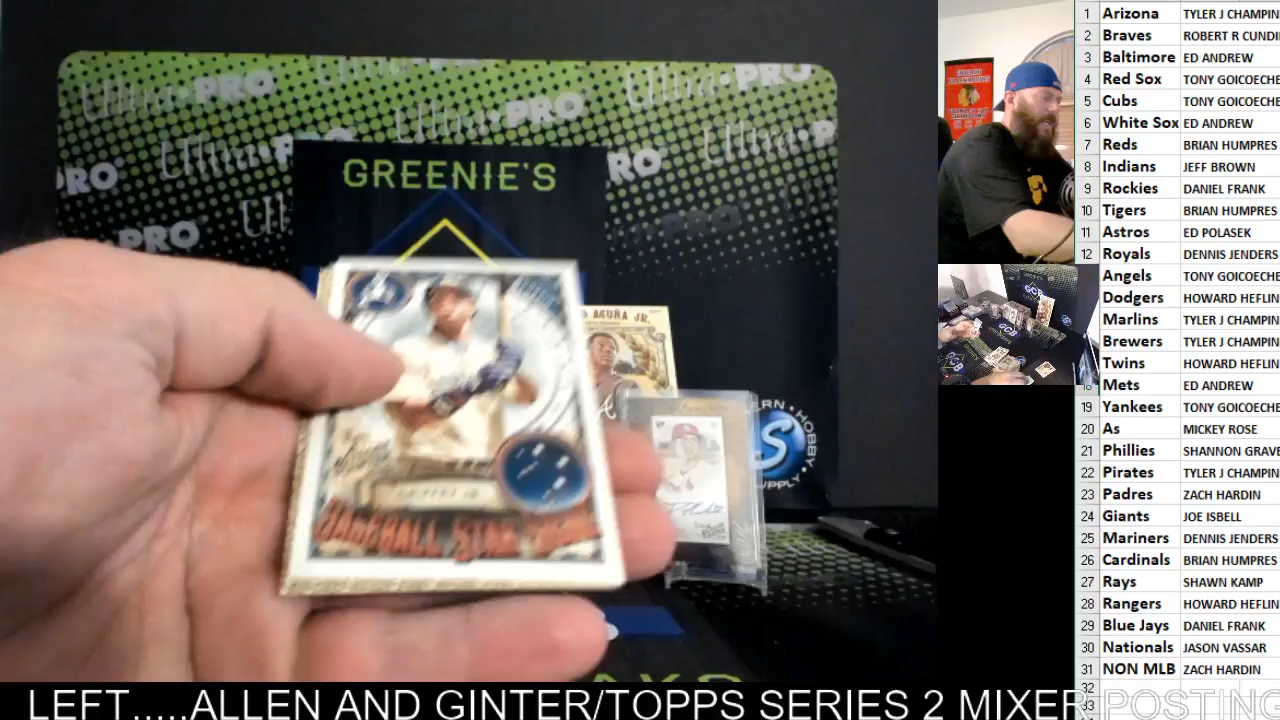 Ultra PRO
PRO
PRO
PRO
GREENIE'S
ACUÑA JR.
RN • HOBBY
SUPPLY •
1 Arizona TYLER J CHAMPIN
2 Braves ROBERT R CUNDI
3 Baltimore ED ANDREW
4 Red Sox TONY GOICOECHE
5 Cubs TONY GOICOECHE
6 White Sox ED ANDREW
7 Reds BRIAN HUMPRES
8 Indians JEFF BROWN
9 Rockies DANIEL FRANK
10 Tigers BRIAN HUMPRES
11 Astros ED POLASEK
12 Royals DENNIS JENDERS
Angels TONY GOICOECHE
Dodgers HOWARD HEFLIN
Marlins TYLER J CHAMPIN
Brewers TYLER J CHAMPIN
Twins HOWARD HEFLIN
Mets ED ANDREW
19 Yankees TONY GOICOECHE
20 As MICKEY ROSE
21 Phillies SHANNON GRAVE
22 Pirates TYLER J CHAMPIN
23 Padres ZACH HARDIN
24 Giants JOE ISBELL
25 Mariners DENNIS JENDERS
26 Cardinals BRIAN HUMPRES
27 Rays SHAWN KAMP
28 Rangers HOWARD HEFLIN
29 Blue Jays DANIEL FRANK
30 Nationals JASON VASSAR
31 NON MLB ZACH HARDIN
32
33
LEFT.....ALLEN AND GINTER/TOPPS SERIES 2 MIXER POSTING